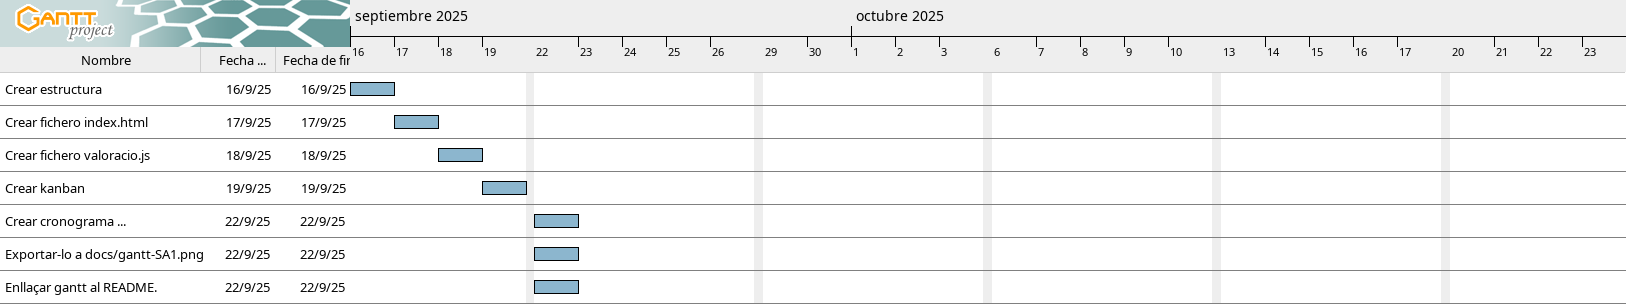 GANTT
project
septiembre 2025
octubre 2025
16 17 18 19 22 23 24 25 26 29 30 1 2 3 6 7 8 9 10 13 14 15 16 17 20 21 22 23
Nombre Fecha ... Fecha de fin
Crear estructura 16/9/25 16/9/25
Crear fichero index.html 17/9/25 17/9/25
Crear fichero valoracio.js 18/9/25 18/9/25
Crear kanban 19/9/25 19/9/25
Crear cronograma ... 22/9/25 22/9/25
Exportar-lo a docs/gantt-SA1.png 22/9/25 22/9/25
Enllaçar gantt al README. 22/9/25 22/9/25